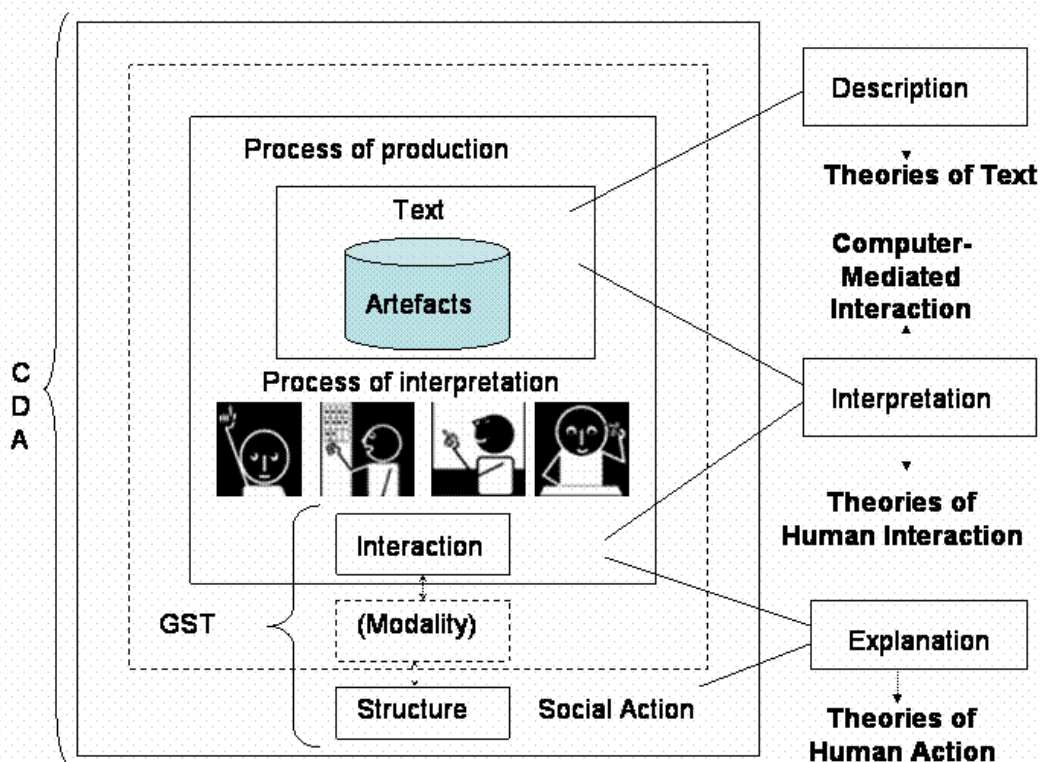 Process of production
Text
Artefacts
Process of interpretation
Interaction
(Modality)
Structure
Social Action
GST
C
D
A
Description
Theories of Text
Computer-
Mediated
Interaction
Interpretation
Theories of
Human Interaction
Explanation
Theories of
Human Action